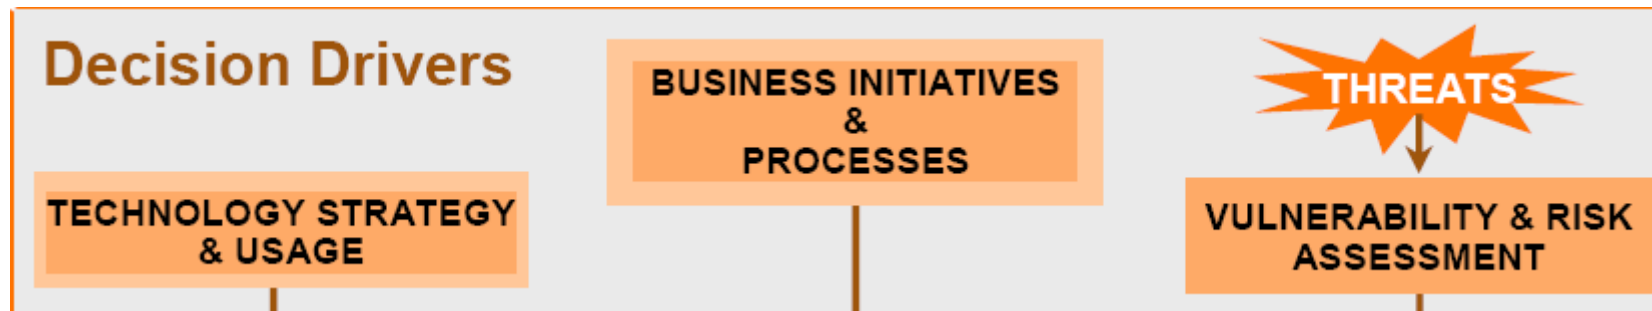 Decision Drivers
BUSINESS INITIATIVES
&
PROCESSES
THREATS
TECHNOLOGY STRATEGY
& USAGE
VULNERABILITY & RISK
ASSESSMENT